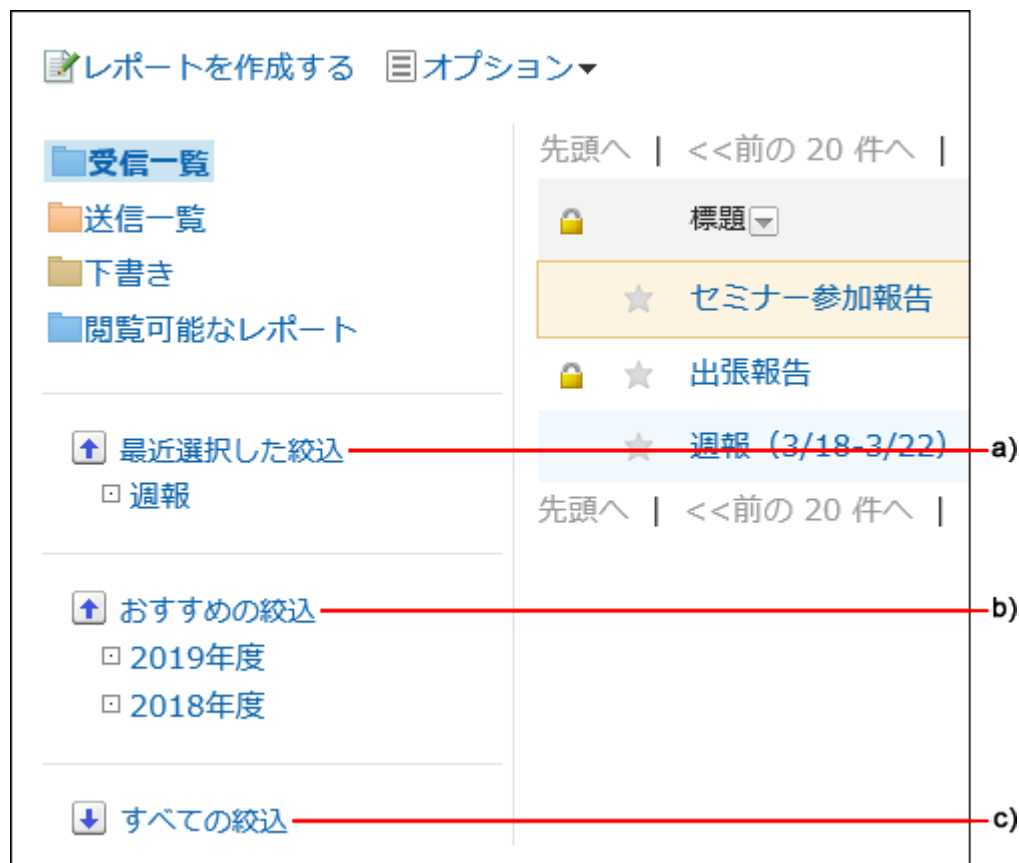 レポートを作成する オプション
受信一覧
送信一覧
下書き
閲覧可能なレポート
最近選択した絞込
週報
おすすめの絞込
2019年度
2018年度
すべての絞込
先頭へ | <<前の 20 件へ |
標題
セミナー参加報告
出張報告
週報（3/18-3/22）
先頭へ | <<前の 20 件へ |
a)
b)
c)